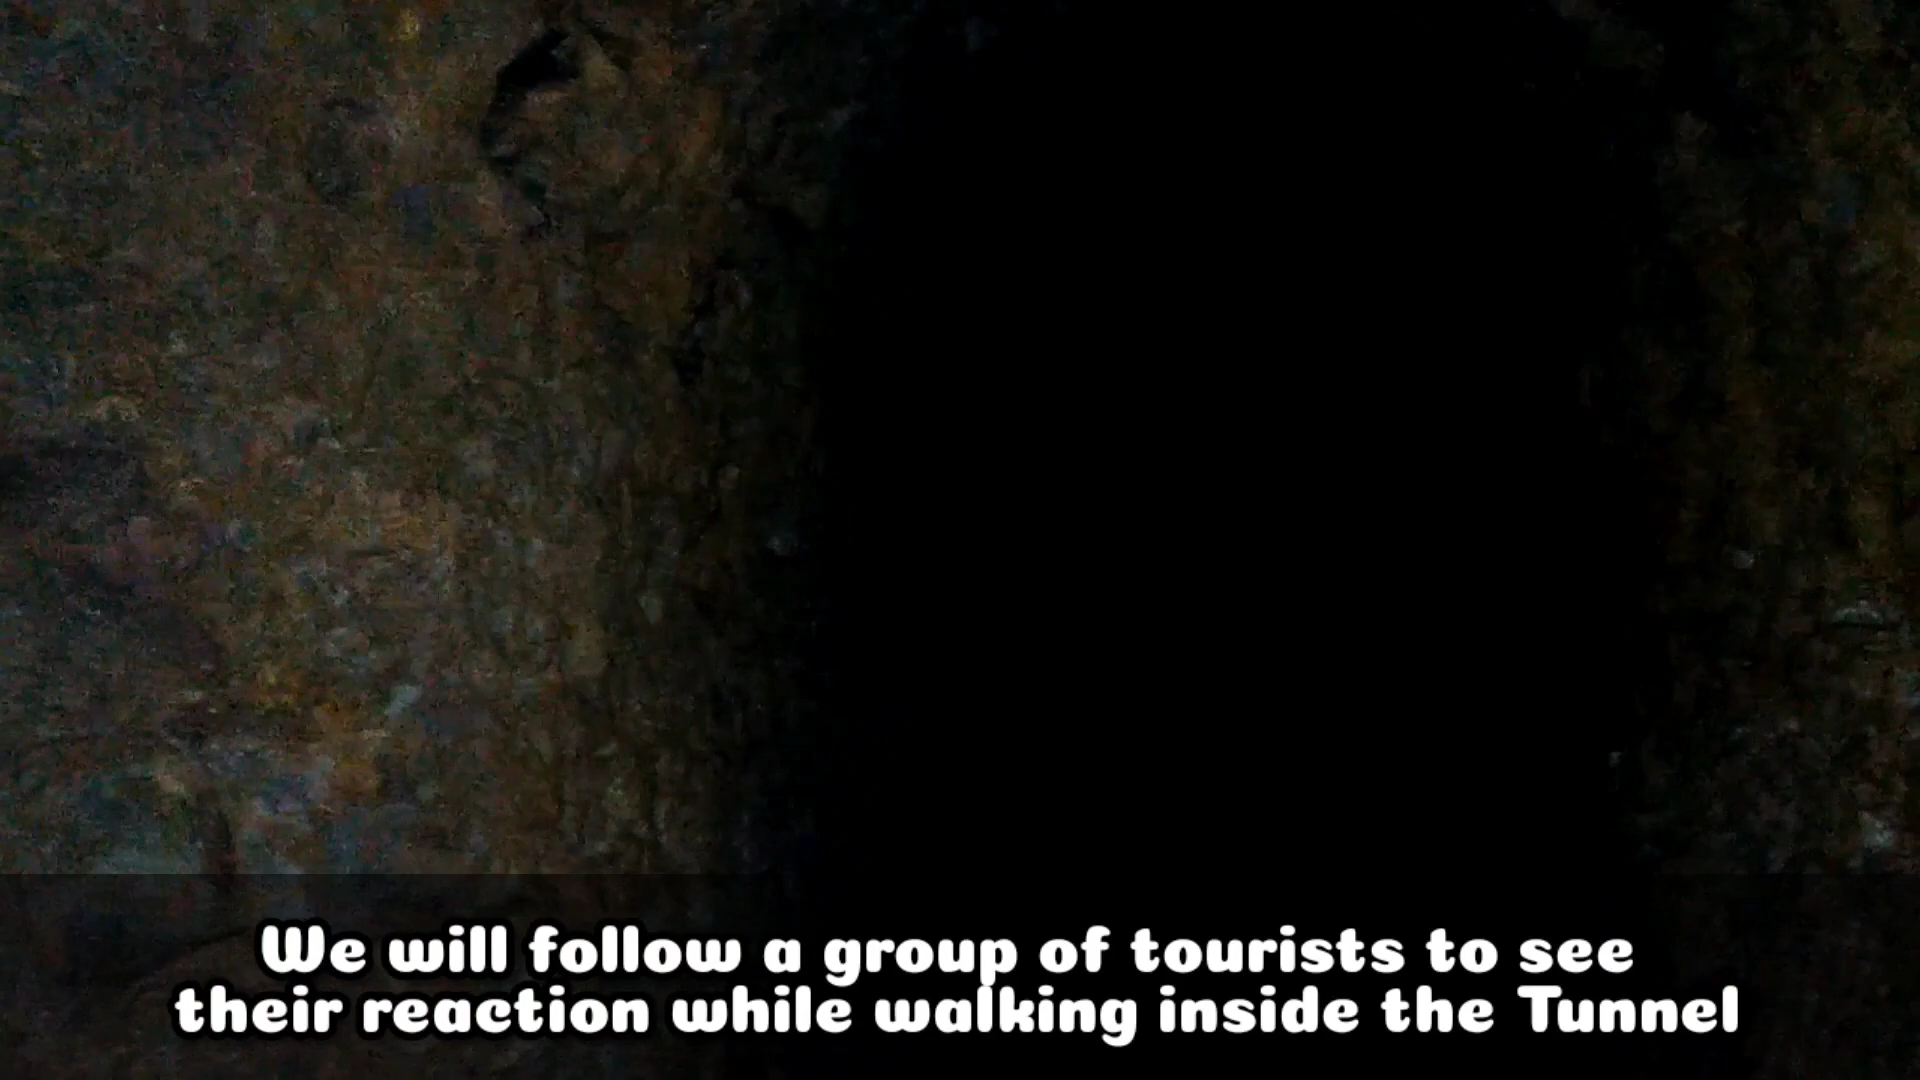 We will follow a group of tourists to see
their reaction while walking inside the Tunnel